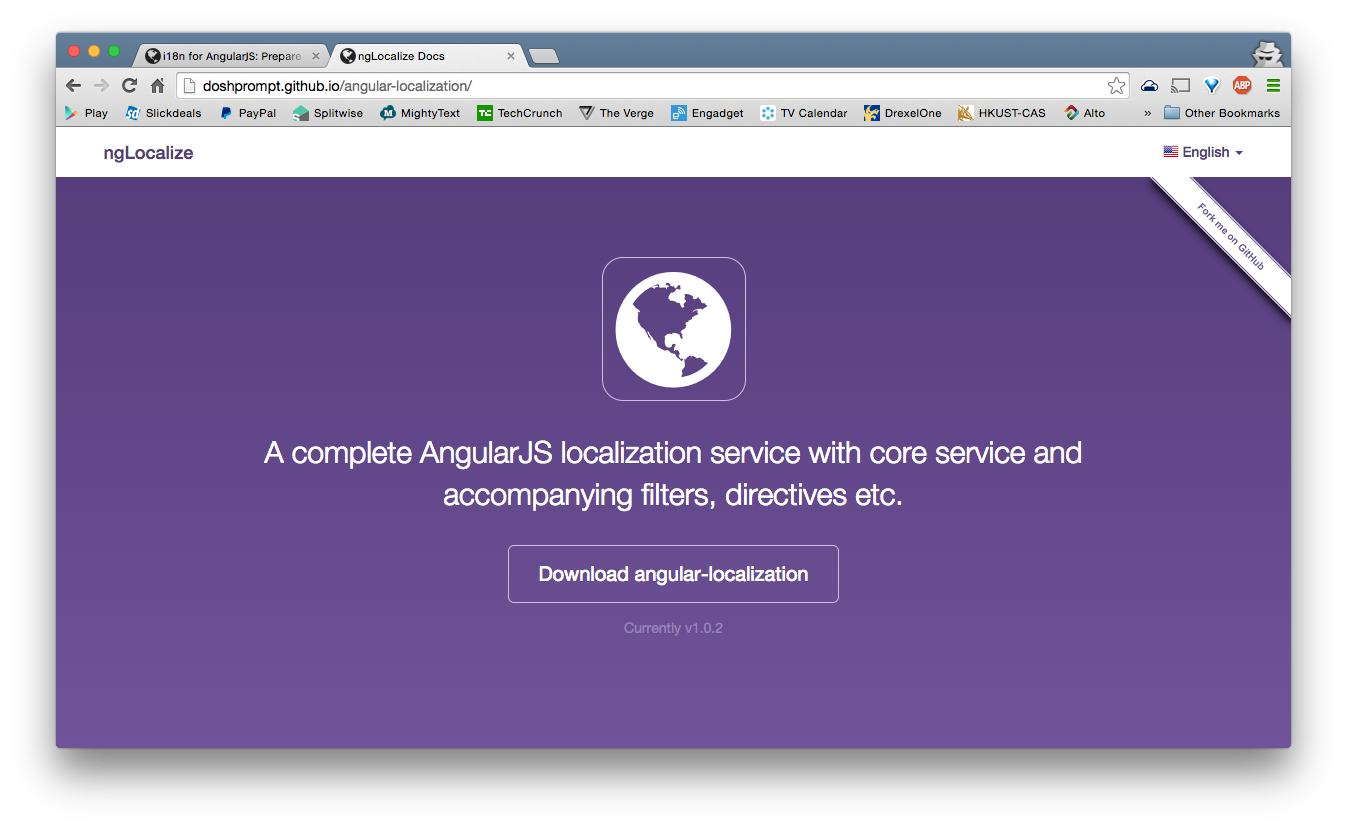 i18n for AngularJS: Prepare
ngLocalize Docs
doshprompt.github.io/angular-localization/
ABP
Play Slickdeals PayPal Splitwise MightyText TechCrunch The Verge Engadget TV Calendar DrexelOne HKUST-CAS Alto » Other Bookmarks
ngLocalize
English
Fork me on GitHub
A complete AngularJS localization service with core service and
accompanying filters, directives etc.
Download angular-localization
Currently v1.0.2